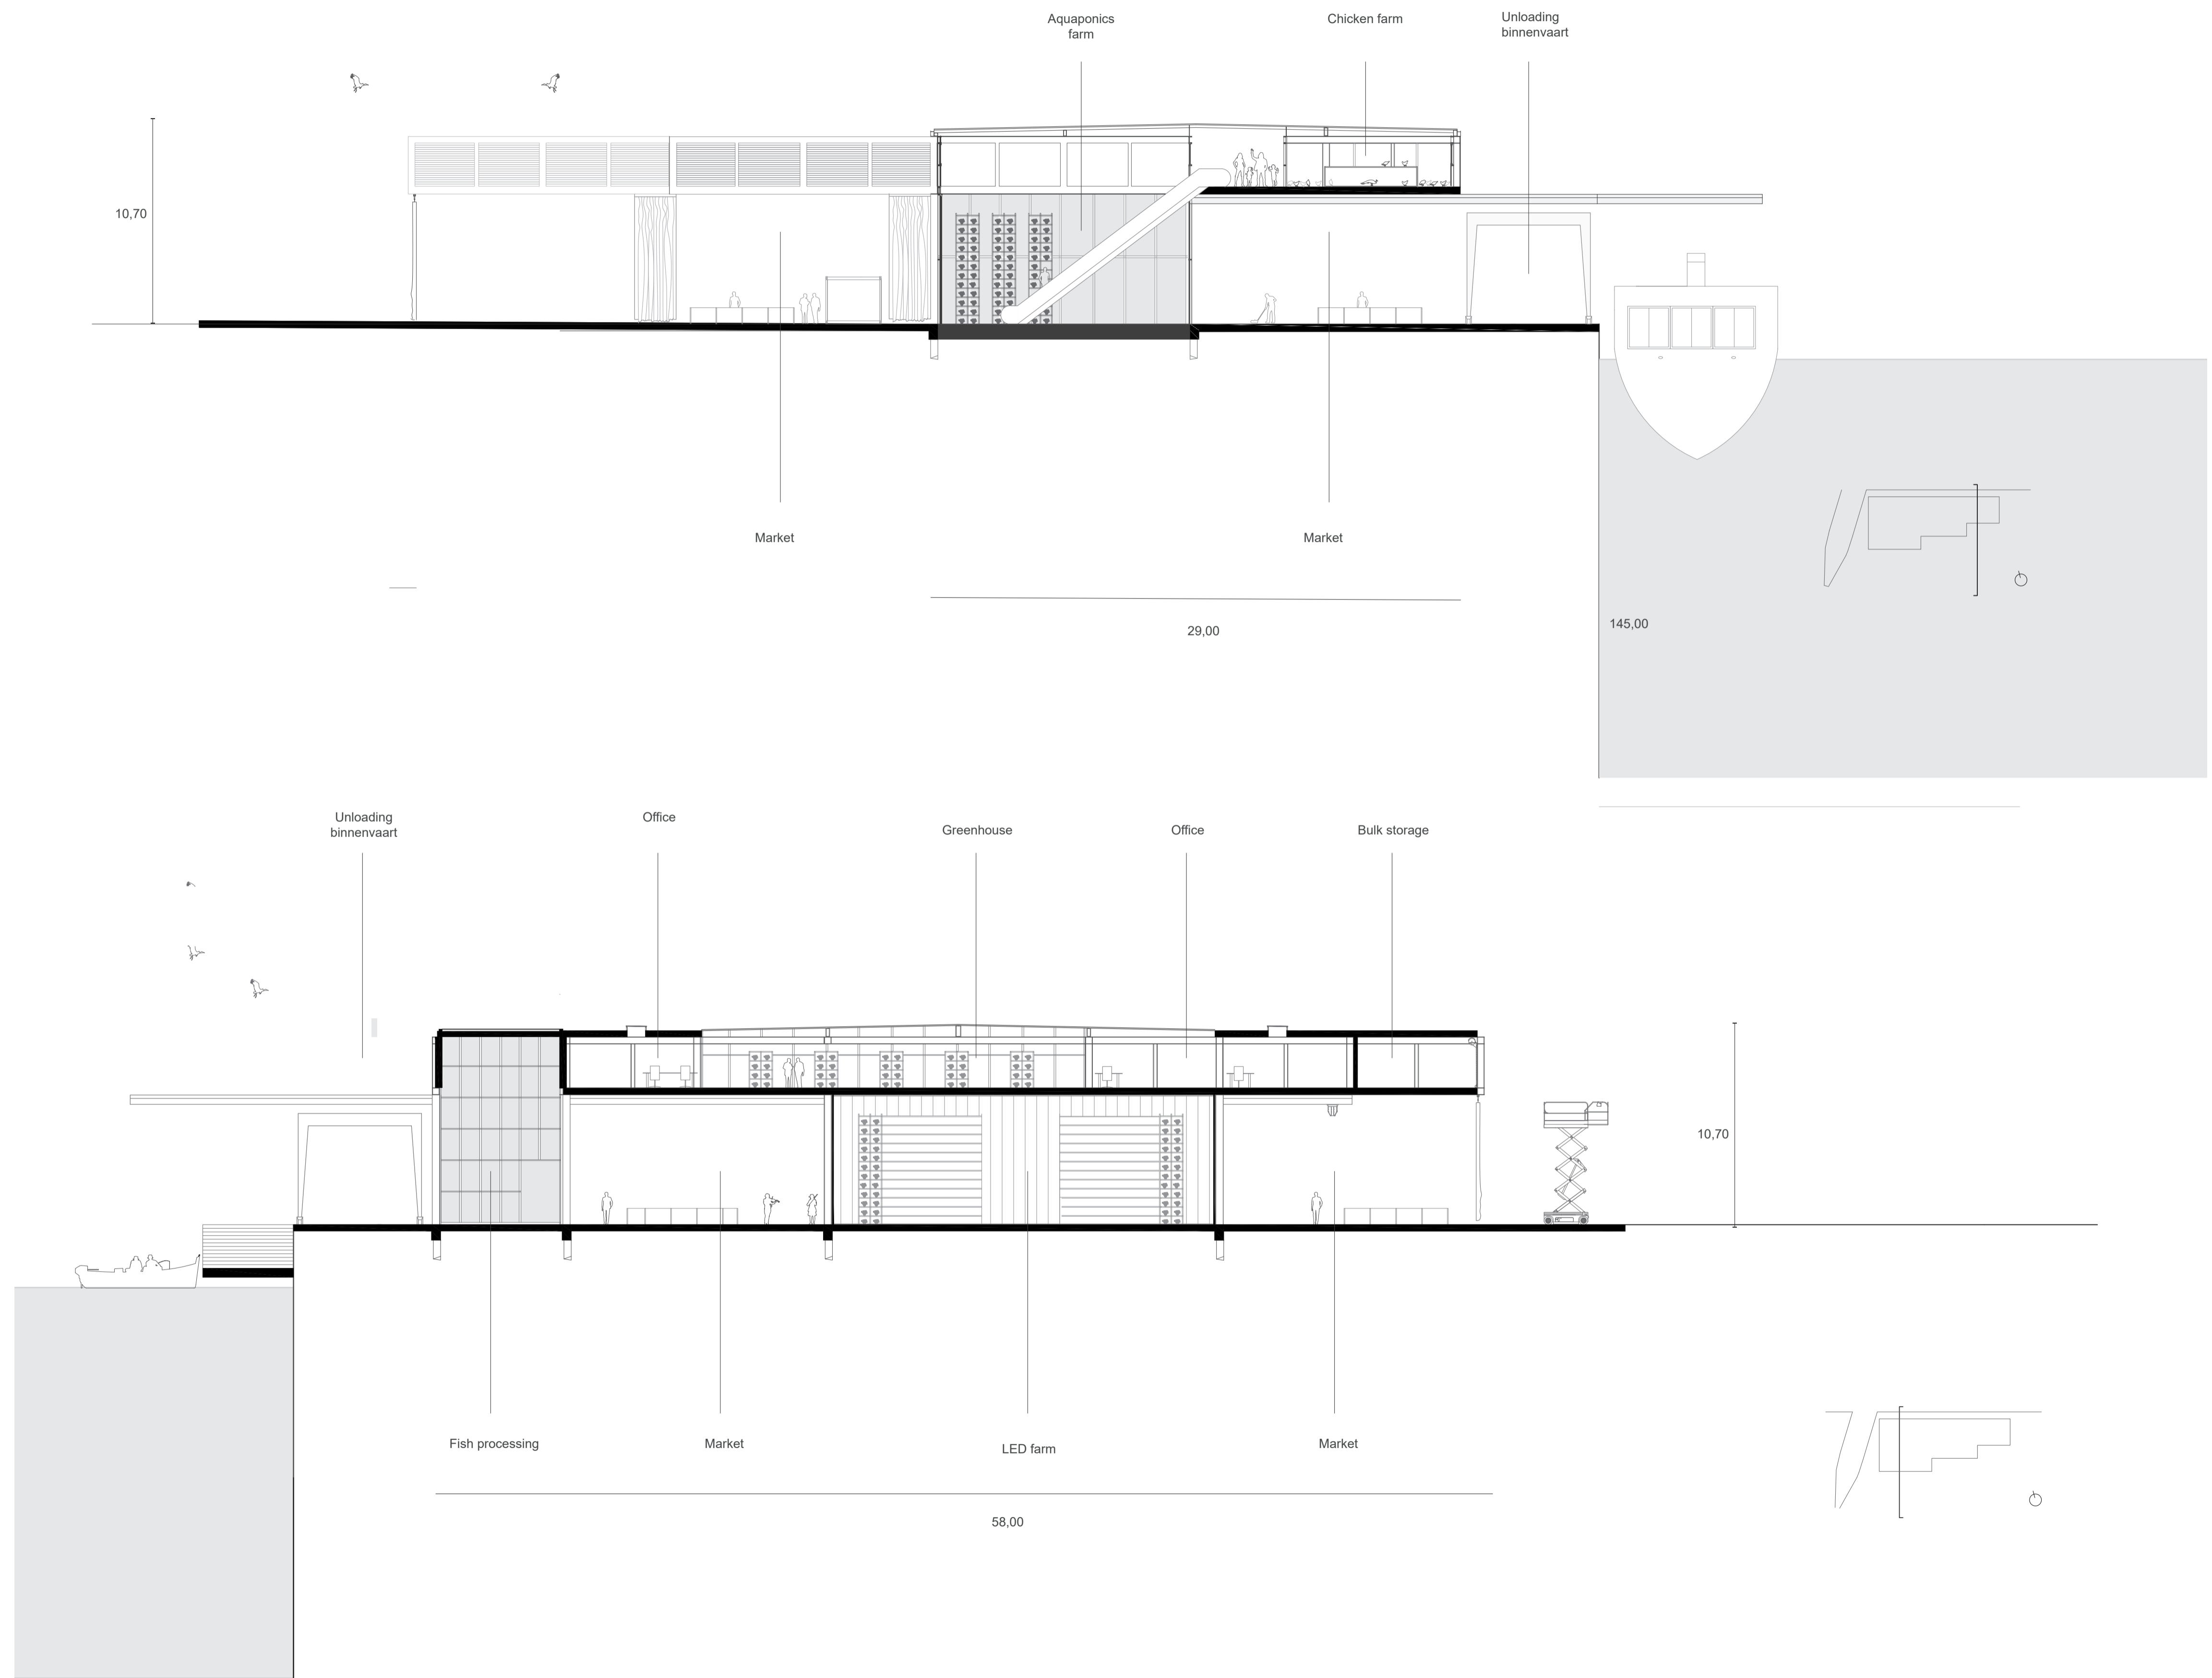 Aquaponics
farm
Chicken farm
Unloading
binnenvaart
10,70
Market
Market
29,00
145,00
Unloading
binnenvaart
Office
Greenhouse
Office
Bulk storage
10,70
Fish processing
Market
LED farm
Market
58,00